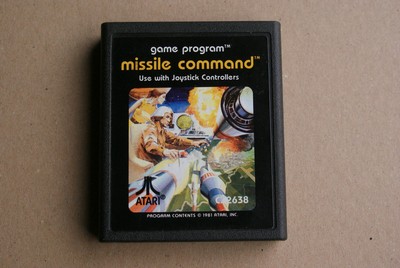 game program™
missile command™
Use with Joystick Controllers
ATARI®
CX2638
PROGRAM CONTENTS © 1981 ATARI, INC.